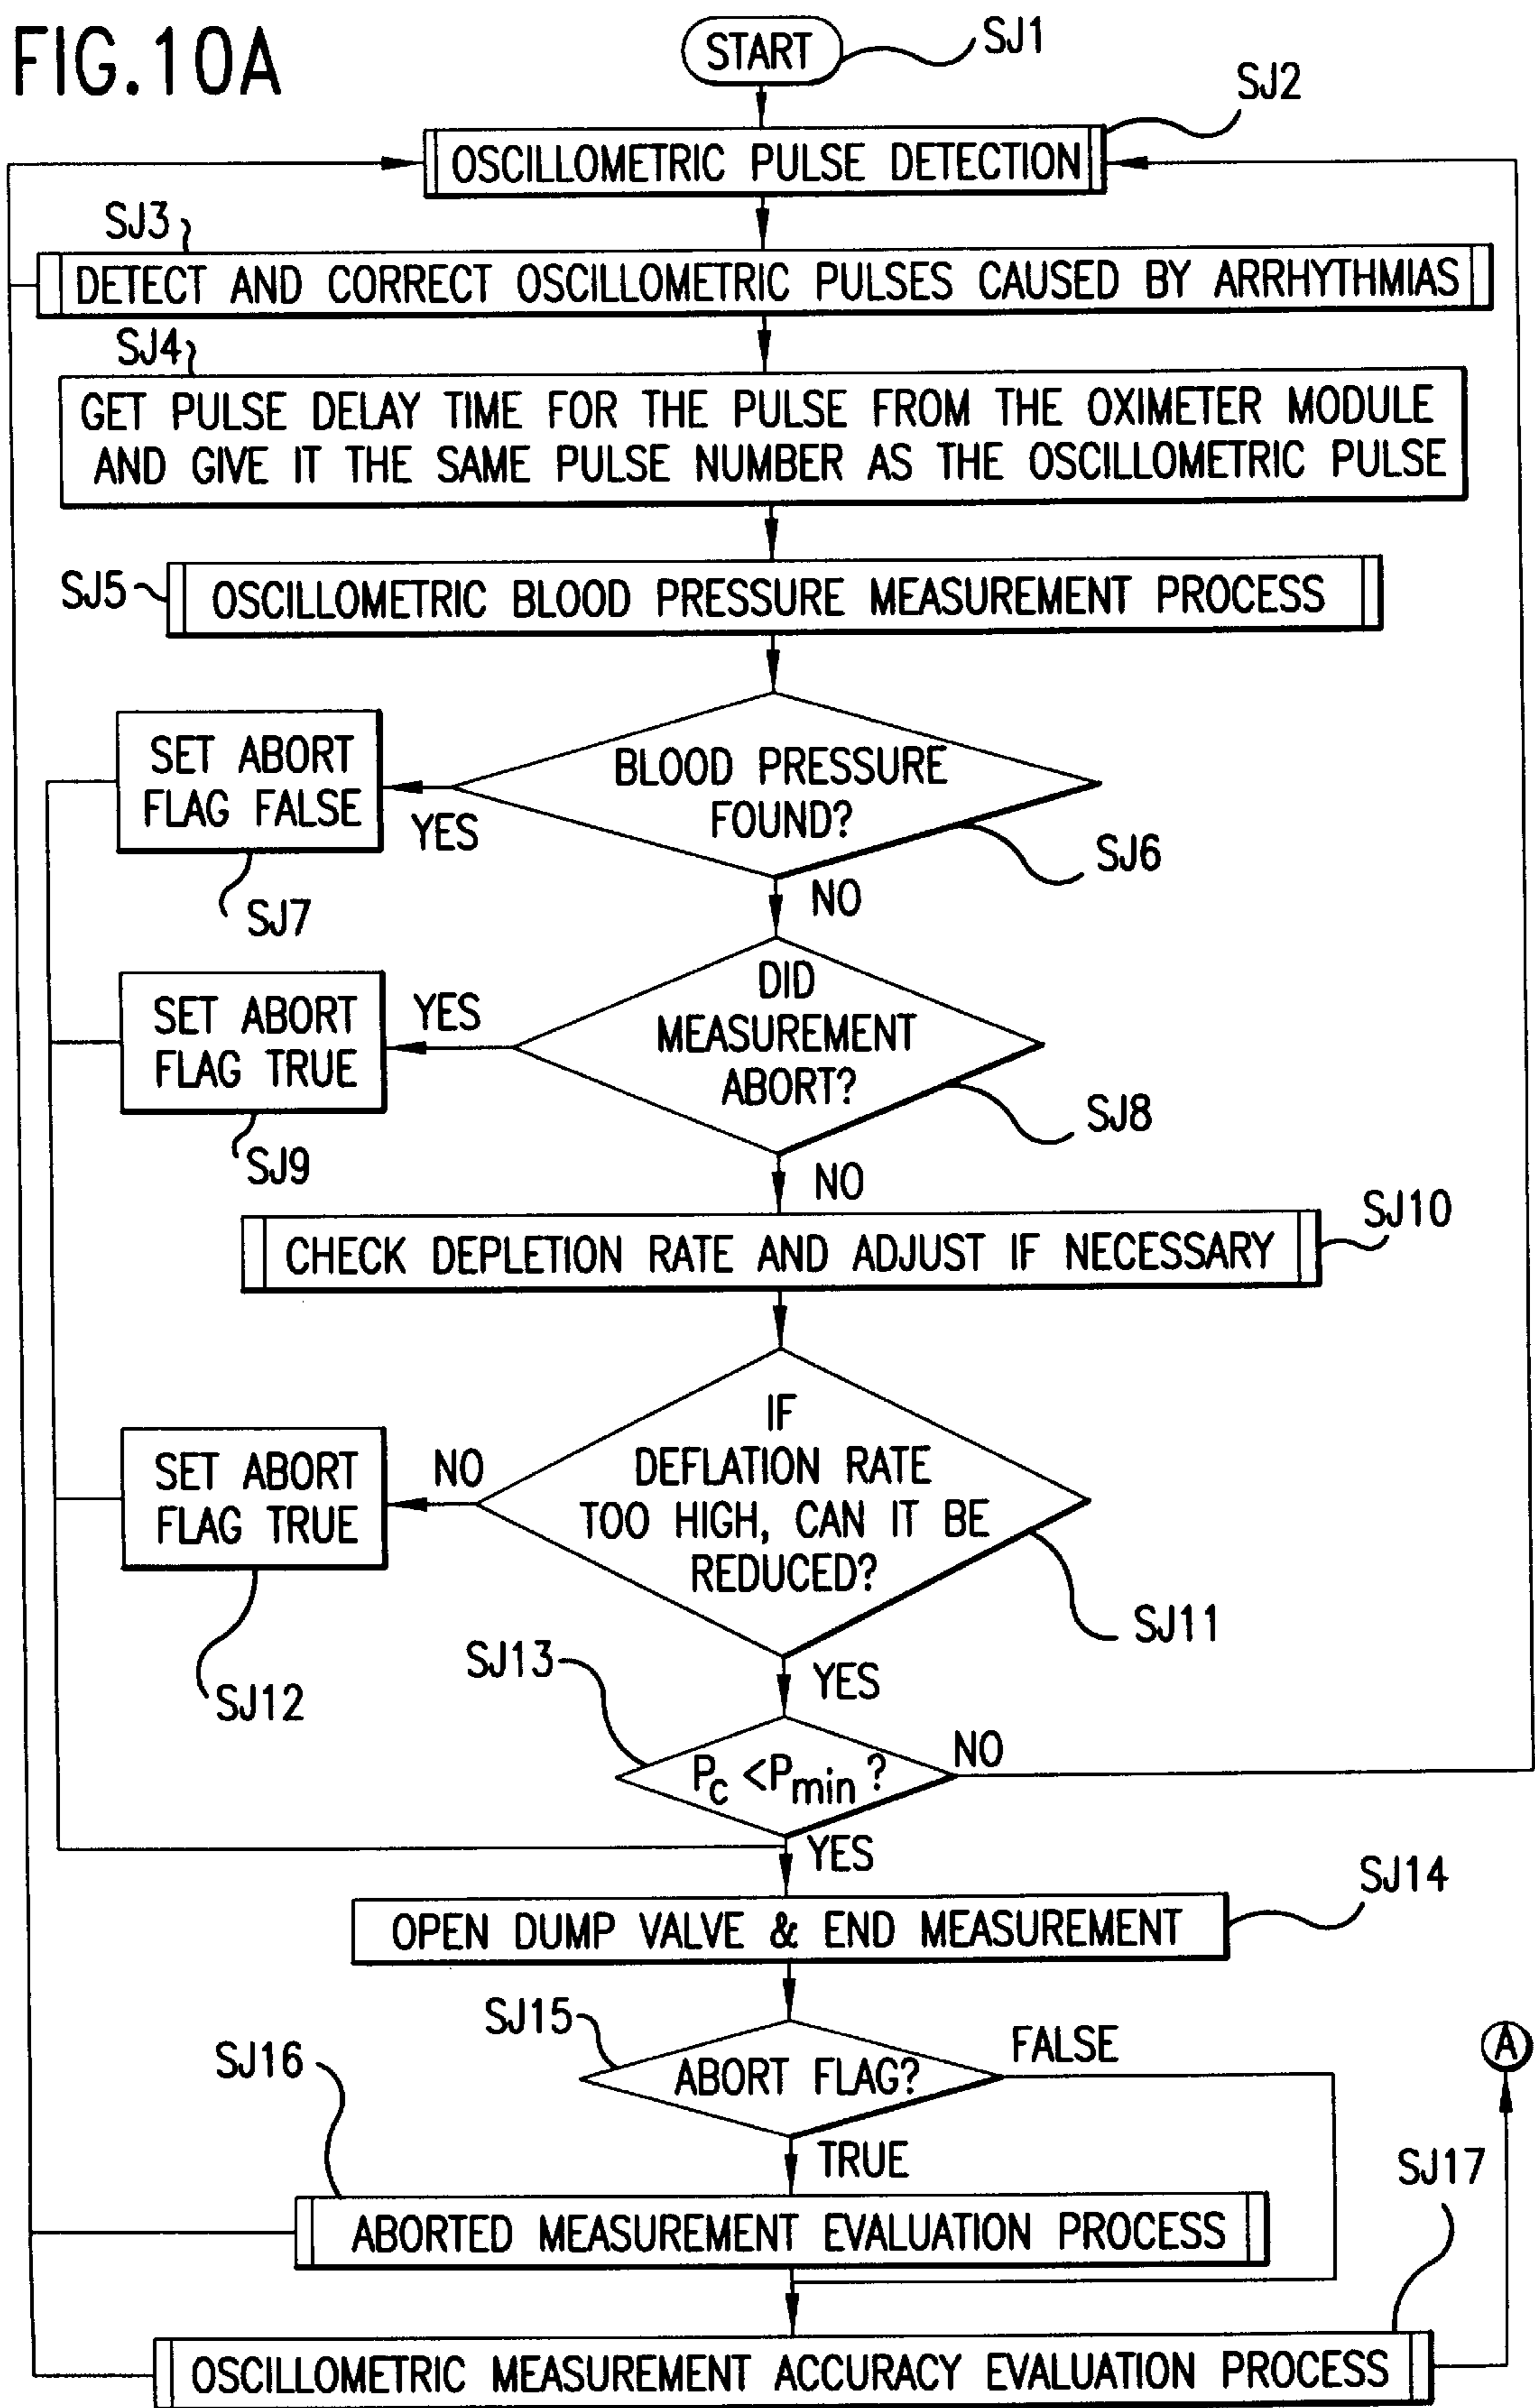 FIG.10A
START
SJ1
SJ2
OSCILLOMETRIC PULSE DETECTION
SJ3
DETECT AND CORRECT OSCILLOMETRIC PULSES CAUSED BY ARRHYTHMIAS
SJ4
GET PULSE DELAY TIME FOR THE PULSE FROM THE OXIMETER MODULE
AND GIVE IT THE SAME PULSE NUMBER AS THE OSCILLOMETRIC PULSE
SJ5
OSCILLOMETRIC BLOOD PRESSURE MEASUREMENT PROCESS
BLOOD PRESSURE
FOUND?
SJ6
YES
SET ABORT
FLAG FALSE
SJ7
NO
DID
MEASUREMENT
ABORT?
SJ8
YES
SET ABORT
FLAG TRUE
SJ9
NO
SJ10
CHECK DEPLETION RATE AND ADJUST IF NECESSARY
IF
DEFLATION RATE
TOO HIGH, CAN IT BE
REDUCED?
SJ11
NO
SET ABORT
FLAG TRUE
SJ12
YES
SJ13
Pc <Pmin ?
NO
YES
SJ14
OPEN DUMP VALVE & END MEASUREMENT
SJ15
ABORT FLAG?
FALSE
A
TRUE
SJ16
ABORTED MEASUREMENT EVALUATION PROCESS
SJ17
OSCILLOMETRIC MEASUREMENT ACCURACY EVALUATION PROCESS